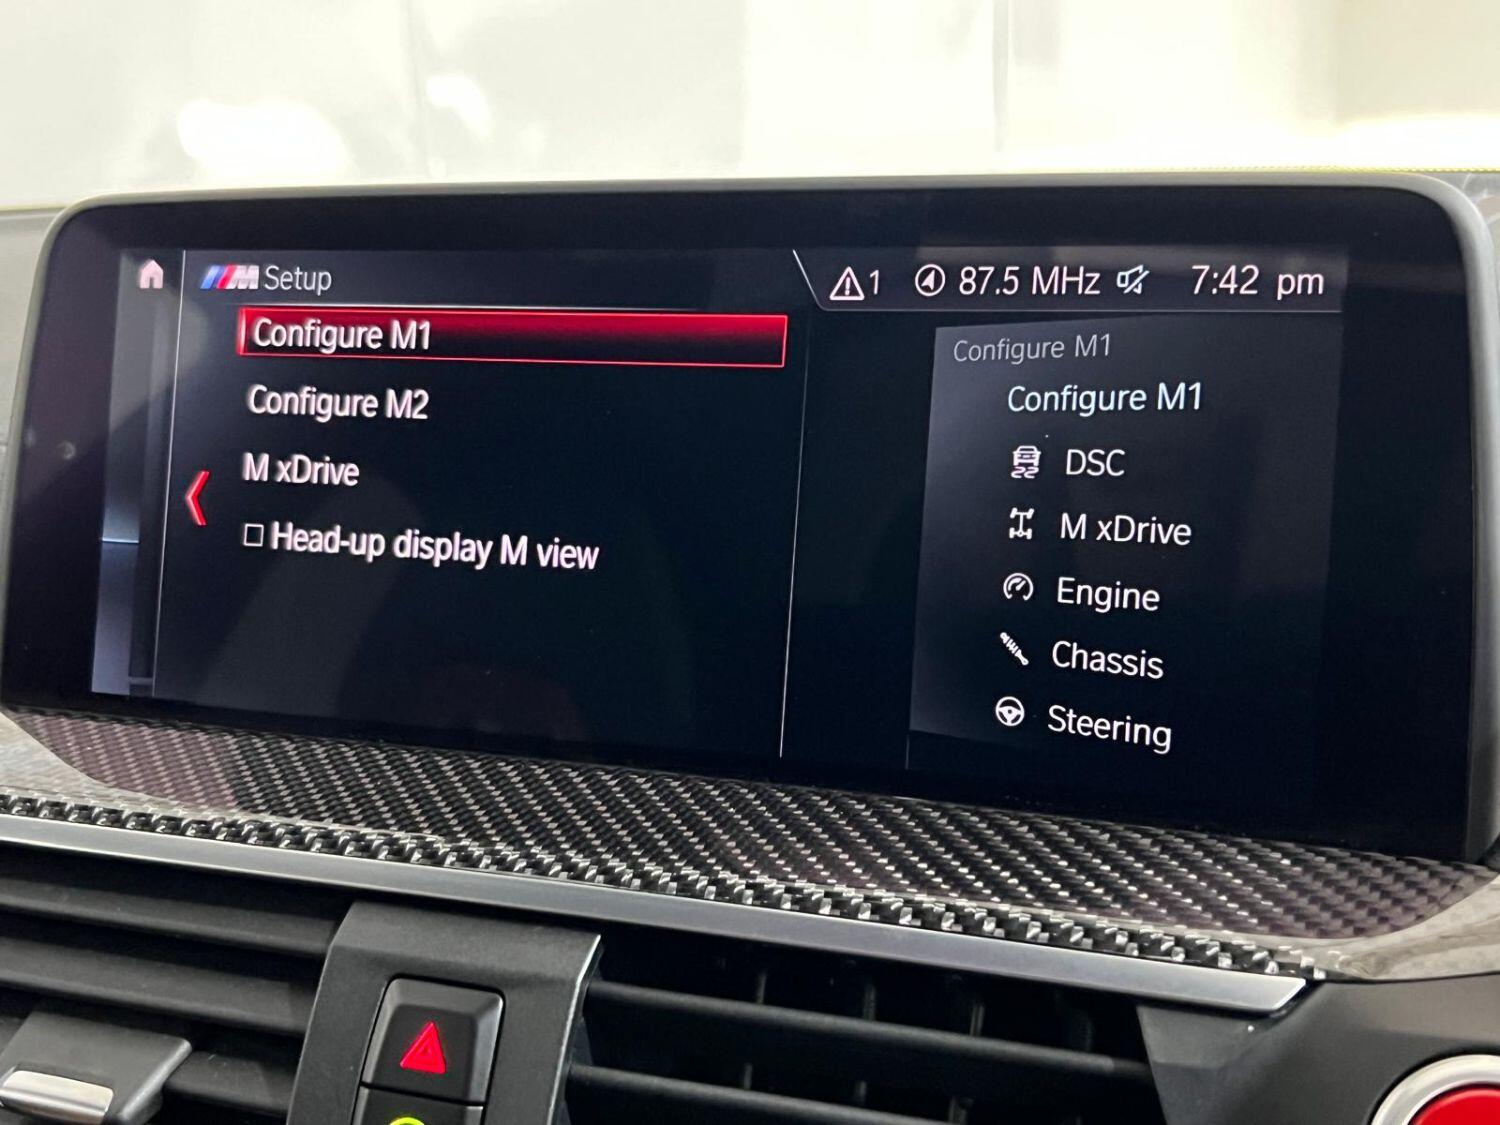 M Setup
1 87.5 MHz 7:42 pm
Configure M1
Configure M2
M xDrive
Head-up display M view
Configure M1
Configure M1
DSC
M xDrive
Engine
Chassis
Steering